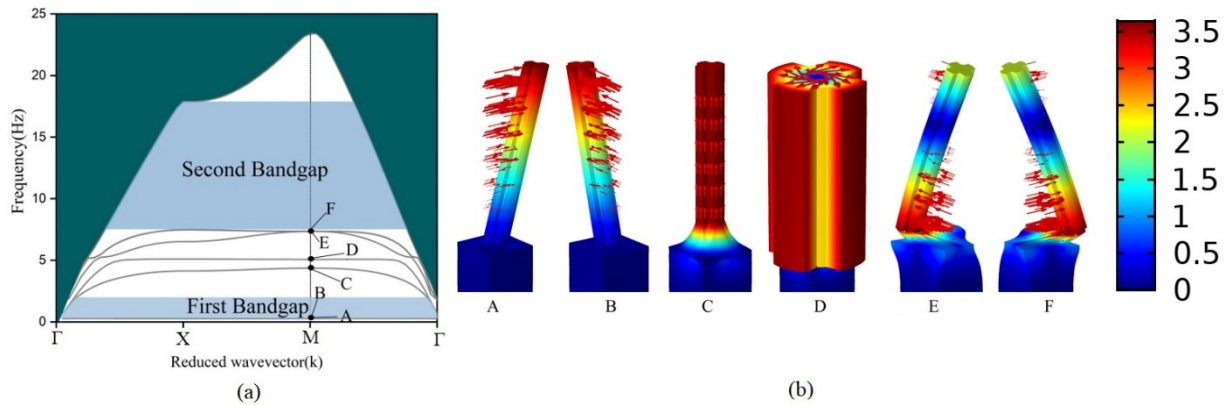 25
20
15
10
5
0
Frequency(Hz)
Second Bandgap
First Bandgap
F
E
D
C
B
A
Γ X M Γ
Reduced wavevector(k)
(a)
A B C D E F
(b)
3.5
3
2.5
2
1.5
1
0.5
0